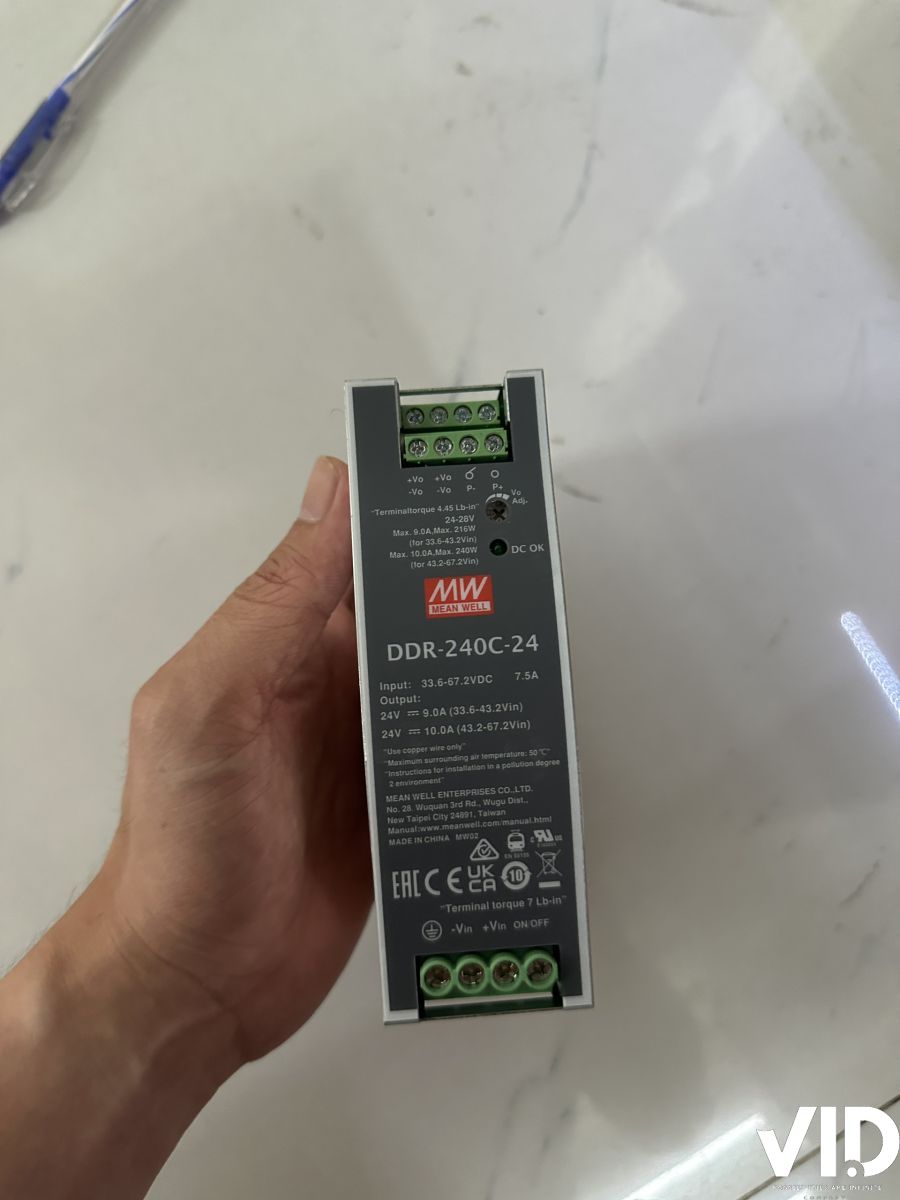 +Vo +Vo
-Vo -Vo P- P+
Vo
Adj.
"Terminaltorque 4.45 Lb-in"
24-28V
Max. 9.0A,Max. 216W
(for 33.6-43.2Vin)
Max. 10.0A,Max. 240W
(for 43.2-67.2Vin)
DC OK
MW
MEAN WELL
DDR-240C-24
Input: 33.6-67.2VDC 7.5A
Output:
24V ⎓ 9.0A (33.6-43.2Vin)
24V ⎓ 10.0A (43.2-67.2Vin)
"Use copper wire only"
"Maximum surrounding air temperature: 50℃"
"Instructions for installation in a pollution degree
2 environment"
MEAN WELL ENTERPRISES CO.,LTD.
No. 28. Wuquan 3rd Rd., Wugu Dist.,
New Taipei City 24891, Taiwan
Manual:www.meanwell.com/manual.html
MADE IN CHINA MW02
EN 50155
c RU us
EAC CE UK CA 10
"Terminal torque 7 Lb-in"
-Vin +Vin ON/OFF
VID
COMPANY